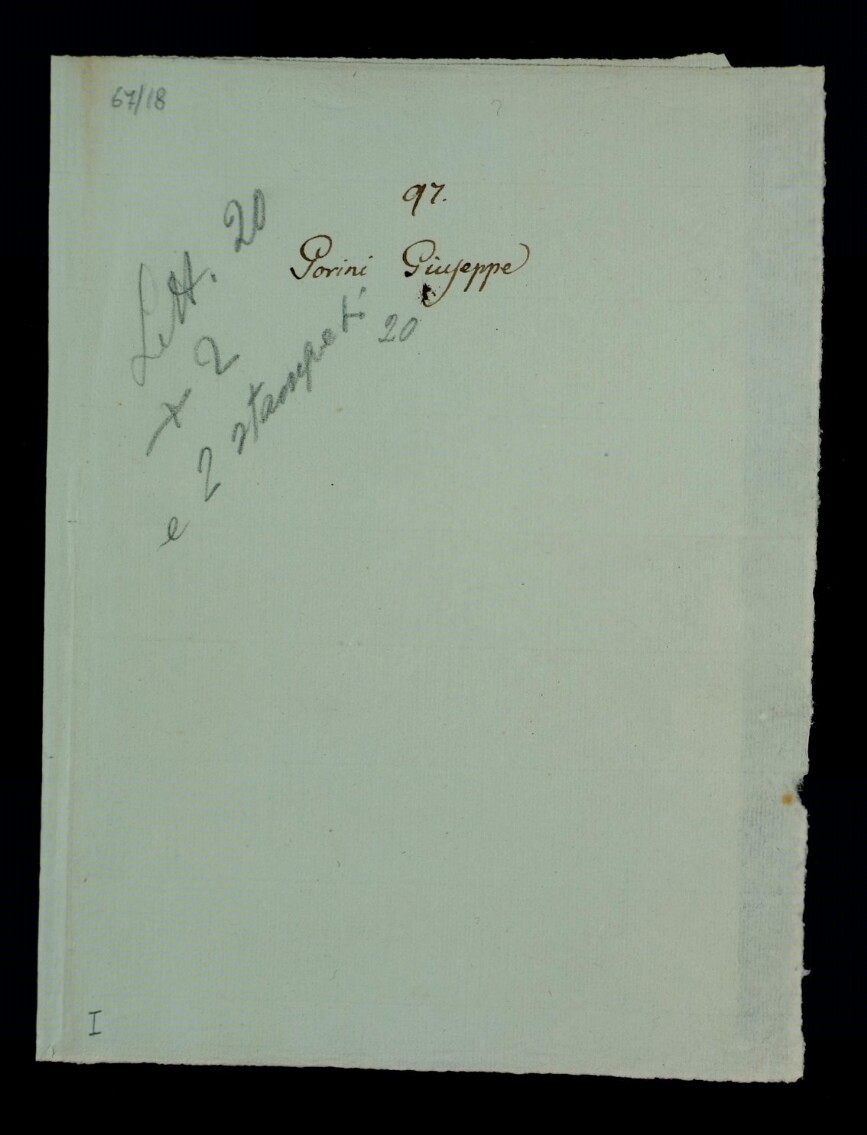 67/18
97.
Porini Giuseppe
Lett. 20
+ 2
e 2 stampati
20
I